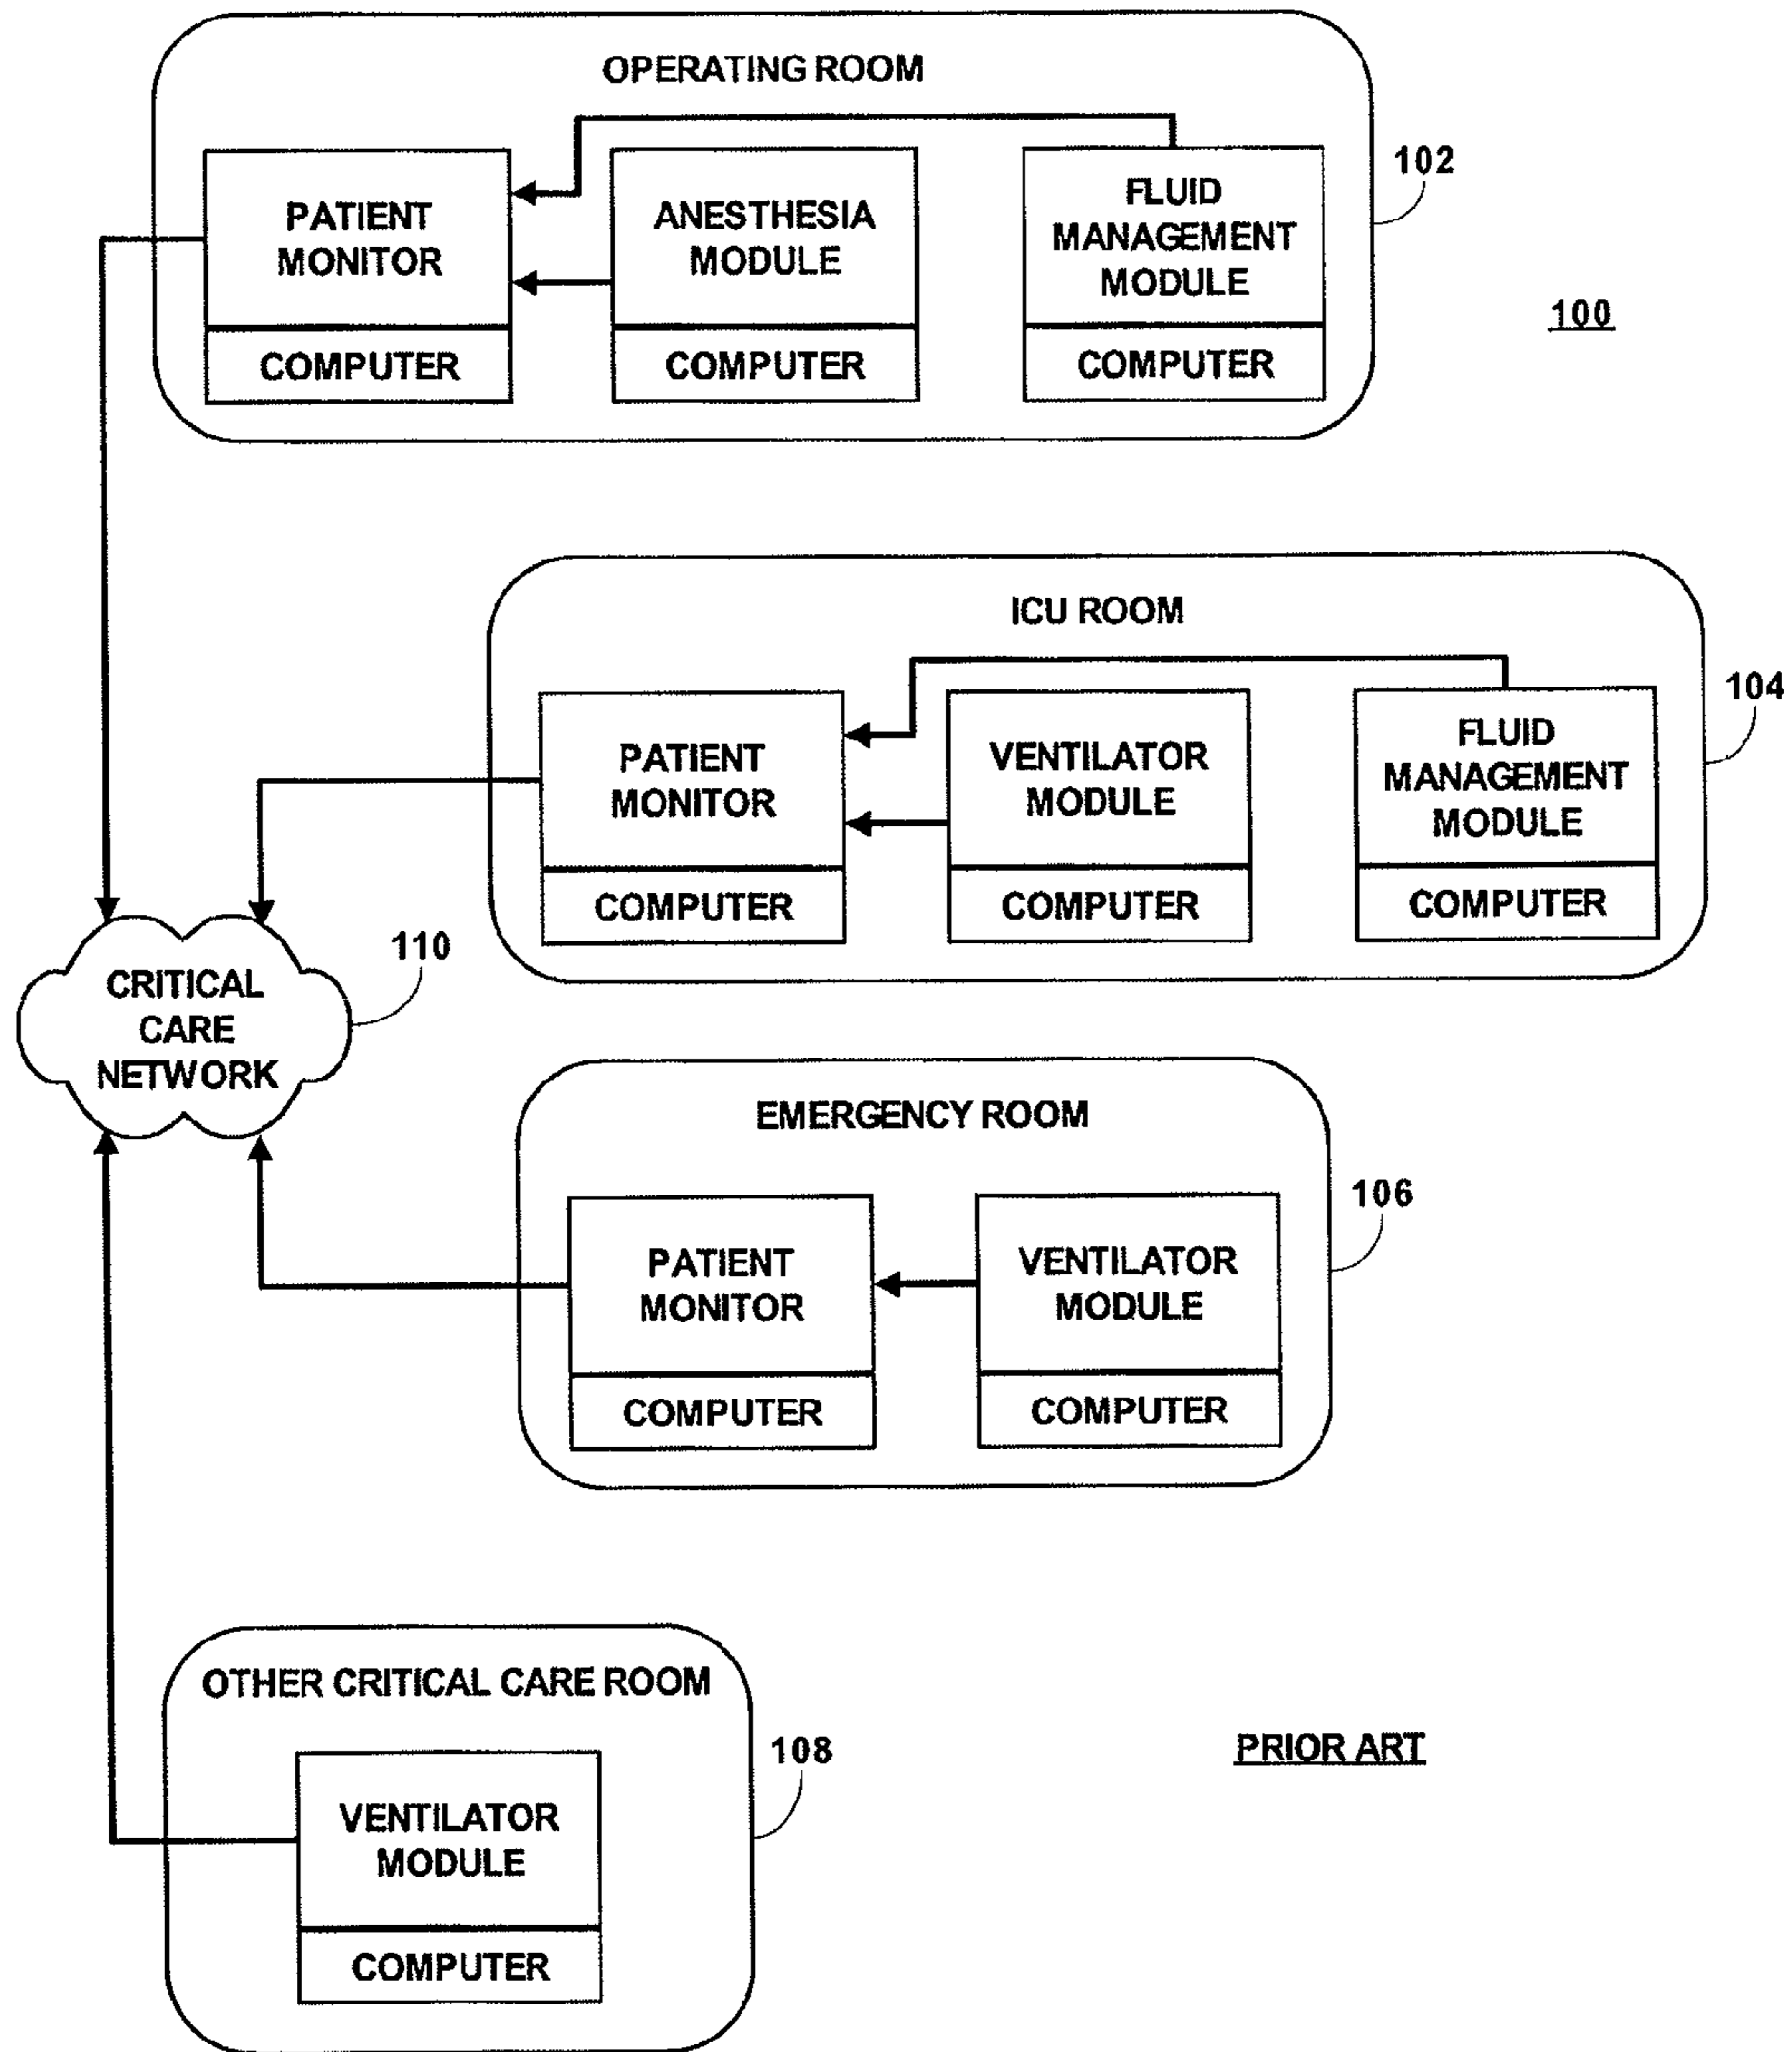 OPERATING ROOM
102
PATIENT
MONITOR
COMPUTER
ANESTHESIA
MODULE
COMPUTER
FLUID
MANAGEMENT
MODULE
COMPUTER
100
ICU ROOM
104
PATIENT
MONITOR
COMPUTER
VENTILATOR
MODULE
COMPUTER
FLUID
MANAGEMENT
MODULE
COMPUTER
CRITICAL
CARE
NETWORK
110
EMERGENCY ROOM
106
PATIENT
MONITOR
COMPUTER
VENTILATOR
MODULE
COMPUTER
OTHER CRITICAL CARE ROOM
108
VENTILATOR
MODULE
COMPUTER
PRIOR ART